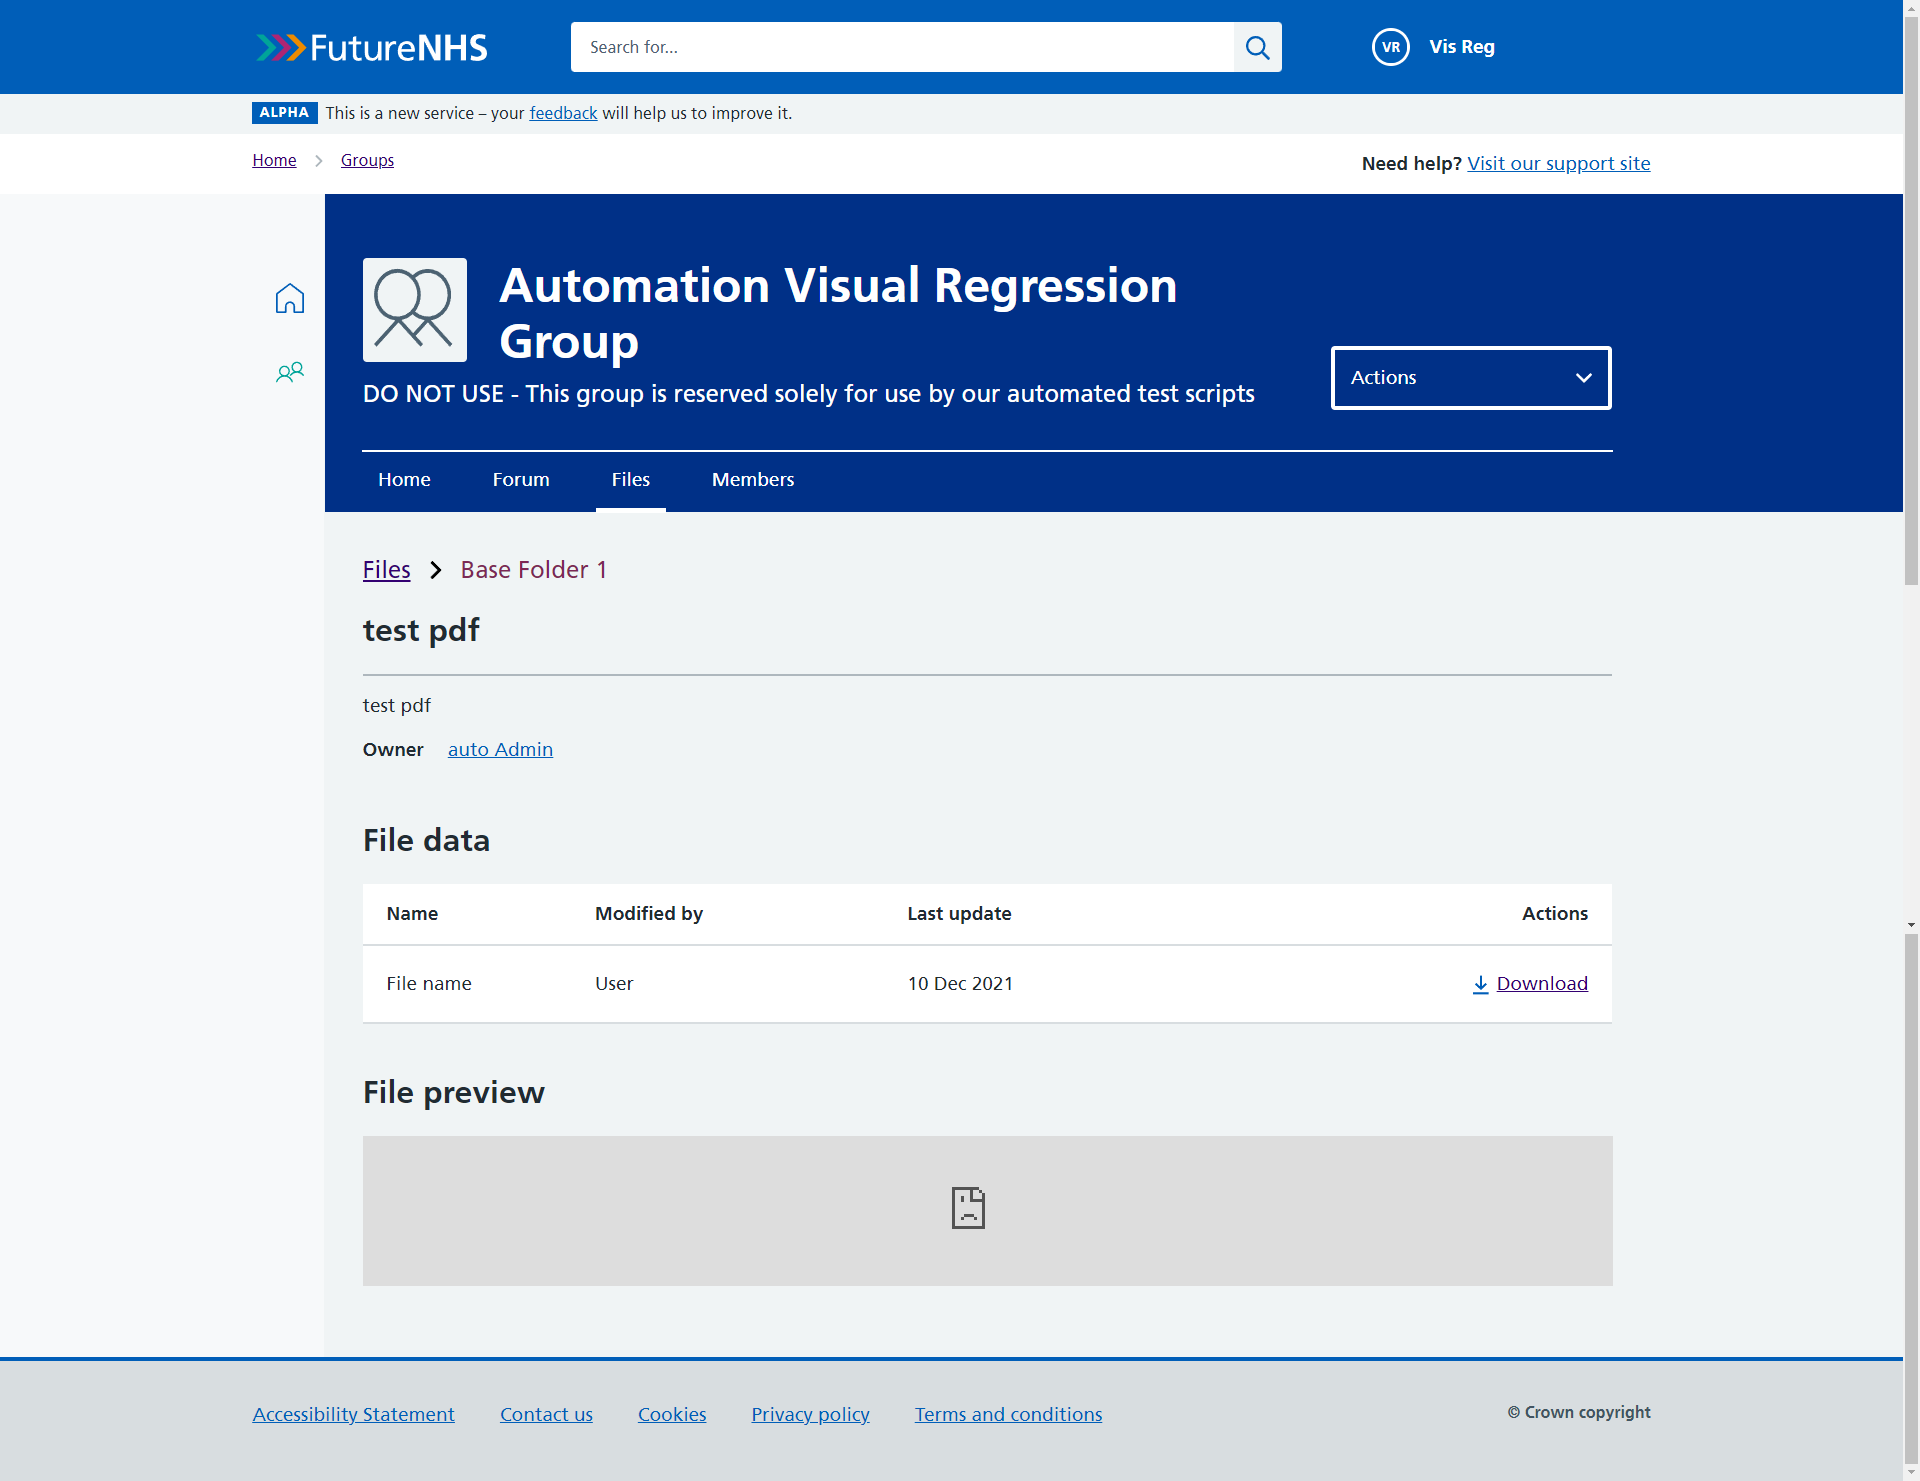 FutureNHS
Search for...
VR Vis Reg
ALPHA This is a new service – your feedback will help us to improve it.
Home Groups
Need help? Visit our support site
Automation Visual Regression
Group
DO NOT USE - This group is reserved solely for use by our automated test scripts
Actions
Home Forum Files Members
Files Base Folder 1
test pdf
test pdf
Owner auto Admin
File data
Name Modified by Last update Actions
File name User 10 Dec 2021 Download
File preview
Accessibility Statement Contact us Cookies Privacy policy Terms and conditions © Crown copyright